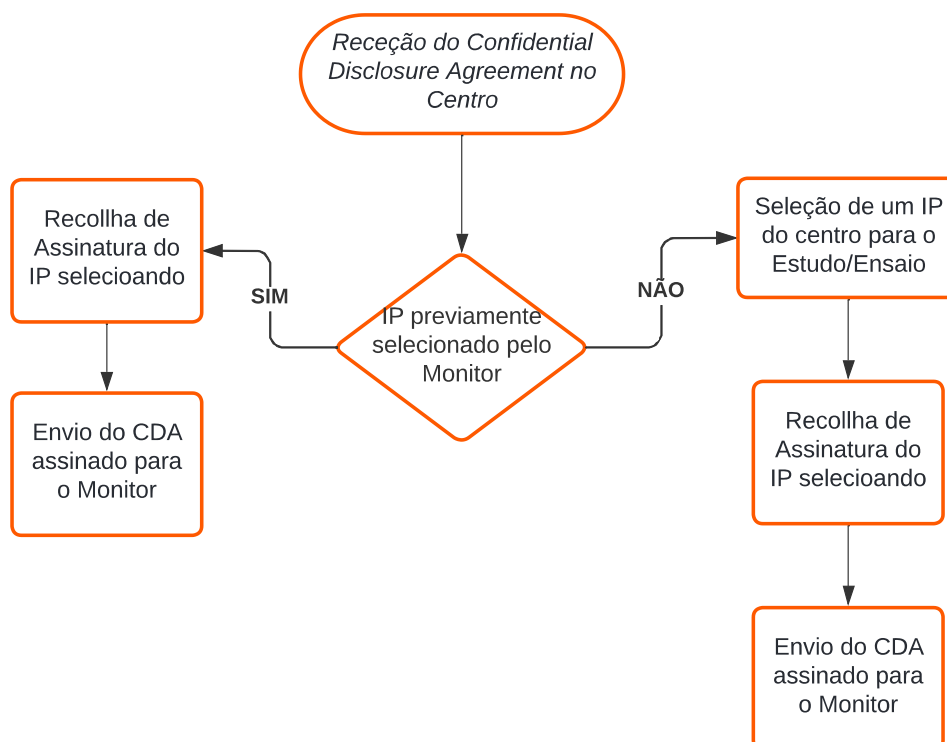 Receção do Confidential
Disclosure Agreement no
Centro
Recollha de
Assinatura do
IP selecioando
Seleção de um IP
do centro para o
Estudo/Ensaio
SIM
NÃO
IP previamente
selecionado pelo
Monitor
Envio do CDA
assinado para
o Monitor
Recollha de
Assinatura do
IP selecioando
Envio do CDA
assinado para
o Monitor